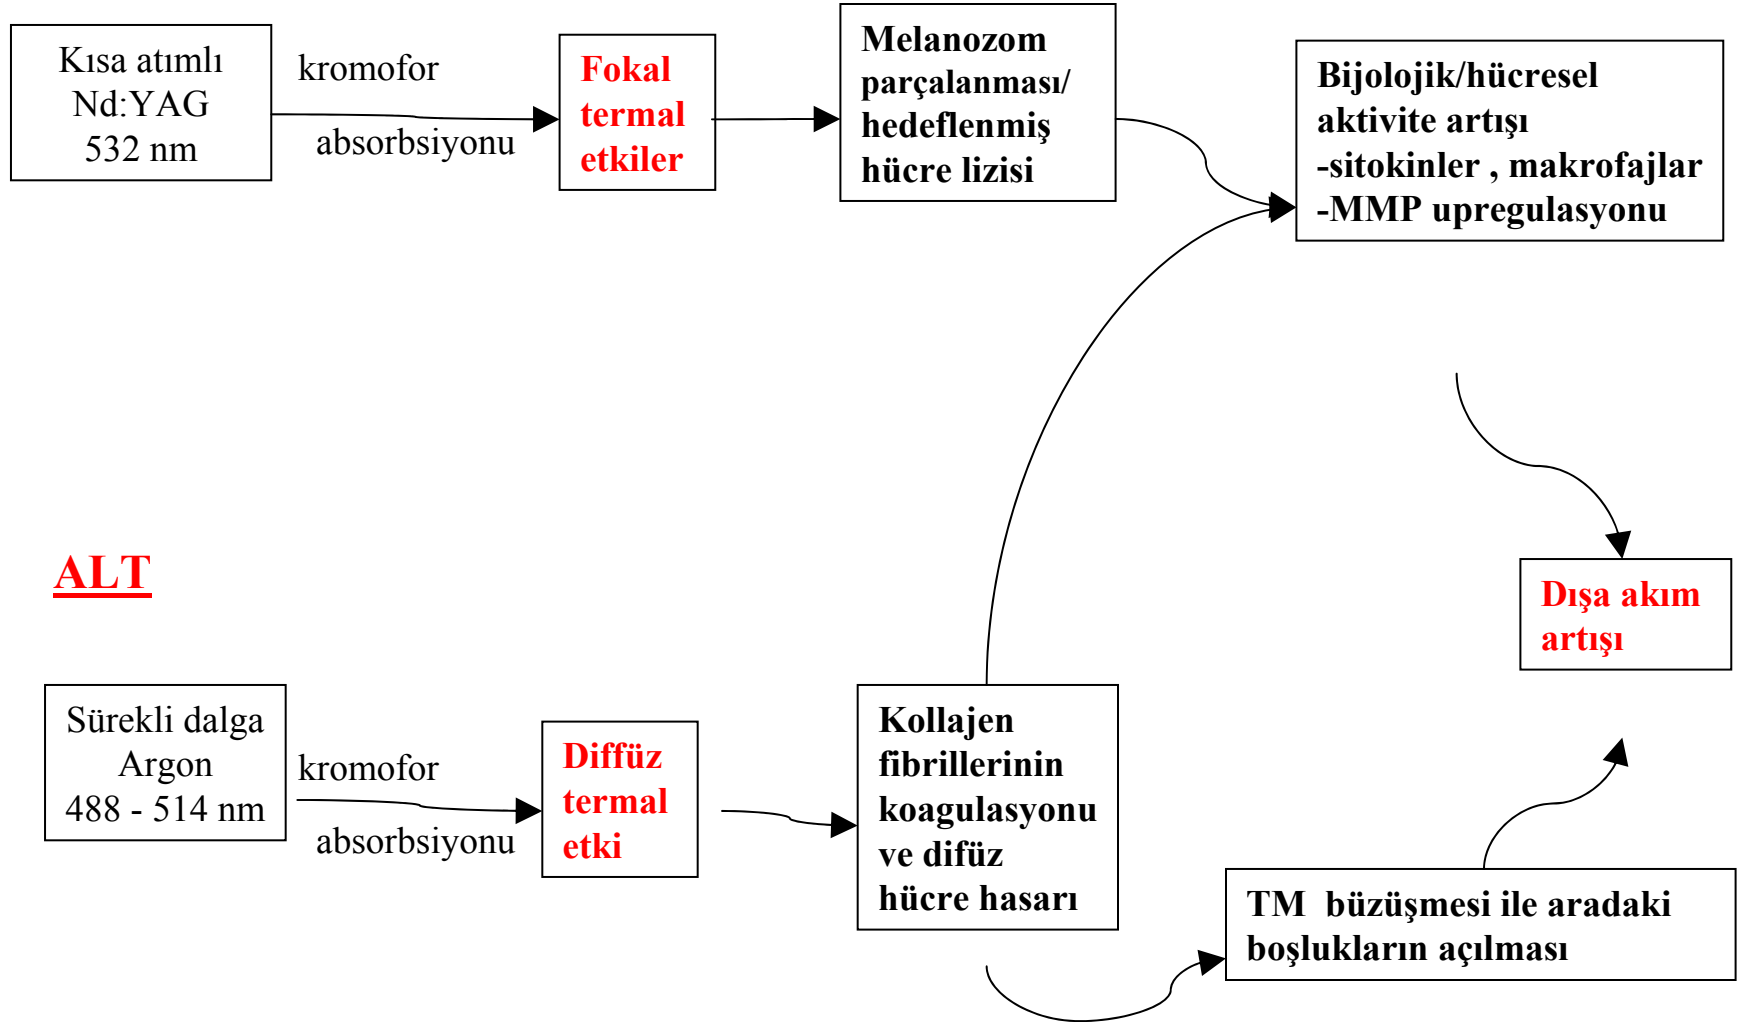 Kısa atımlı
Nd:YAG
532 nm
kromofor
absorbsiyonu
Fokal
termal
etkiler
Melanozom
parçalanması/
hedeflenmiş
hücre lizisi
Bijolojik/hücresel
aktivite artışı
-sitokinler , makrofajlar
-MMP upregulasyonu
ALT
Sürekli dalga
Argon
488 - 514 nm
kromofor
absorbsiyonu
Diffüz
termal
etki
Kollajen
fibrillerinin
koagulasyonu
ve difüz
hücre hasarı
TM  büzüşmesi ile aradaki
boşlukların açılması
Dışa akım
artışı